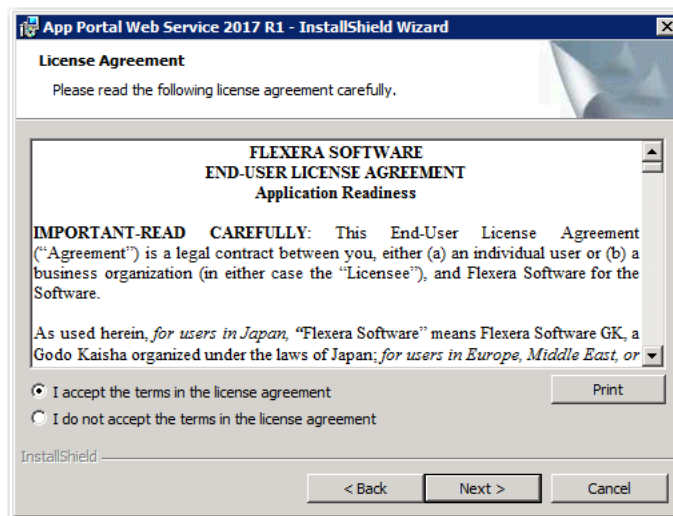 App Portal Web Service 2017 R1 - InstallShield Wizard
License Agreement
Please read the following license agreement carefully.
FLEXERA SOFTWARE
END-USER LICENSE AGREEMENT
Application Readiness
IMPORTANT-READ CAREFULLY: This End-User License Agreement
(“Agreement”) is a legal contract between you, either (a) an individual user or (b) a
business organization (in either case the “Licensee”), and Flexera Software for the
Software.
As used herein, for users in Japan, “Flexera Software” means Flexera Software GK, a
Godo Kaisha organized under the laws of Japan; for users in Europe, Middle East, or
I accept the terms in the license agreement
Print
I do not accept the terms in the license agreement
InstallShield
< Back
Next >
Cancel